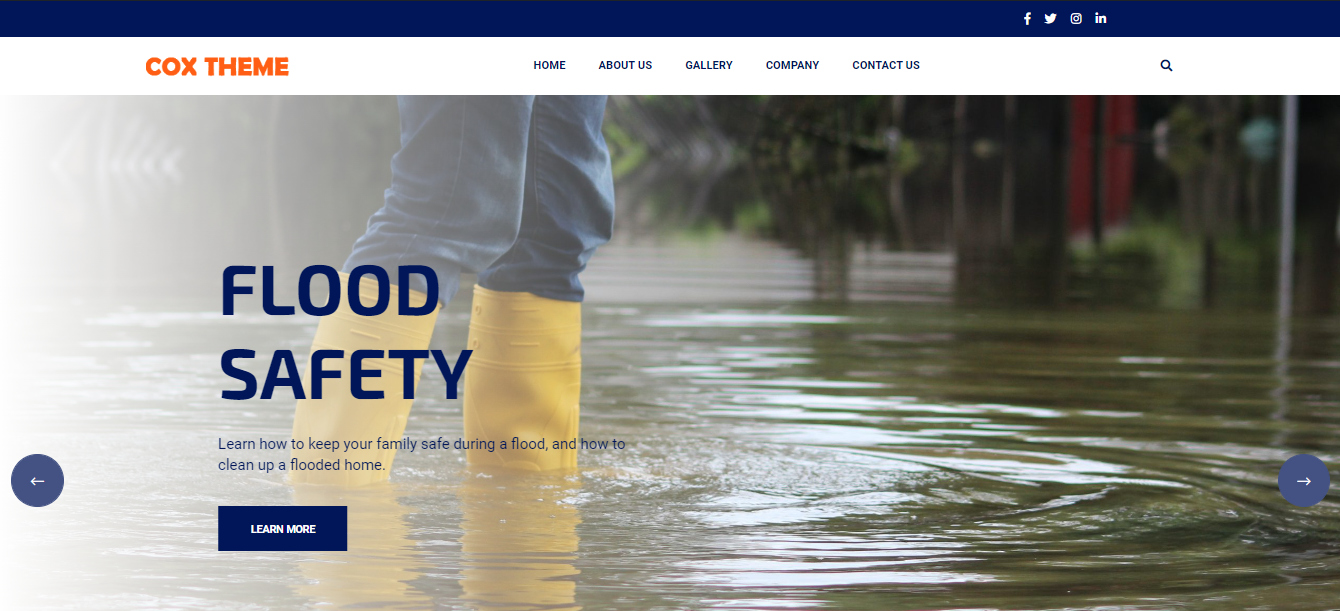 COX THEME
HOME ABOUT US GALLERY COMPANY CONTACT US
FLOOD
SAFETY
Learn how to keep your family safe during a flood, and how to
clean up a flooded home.
LEARN MORE